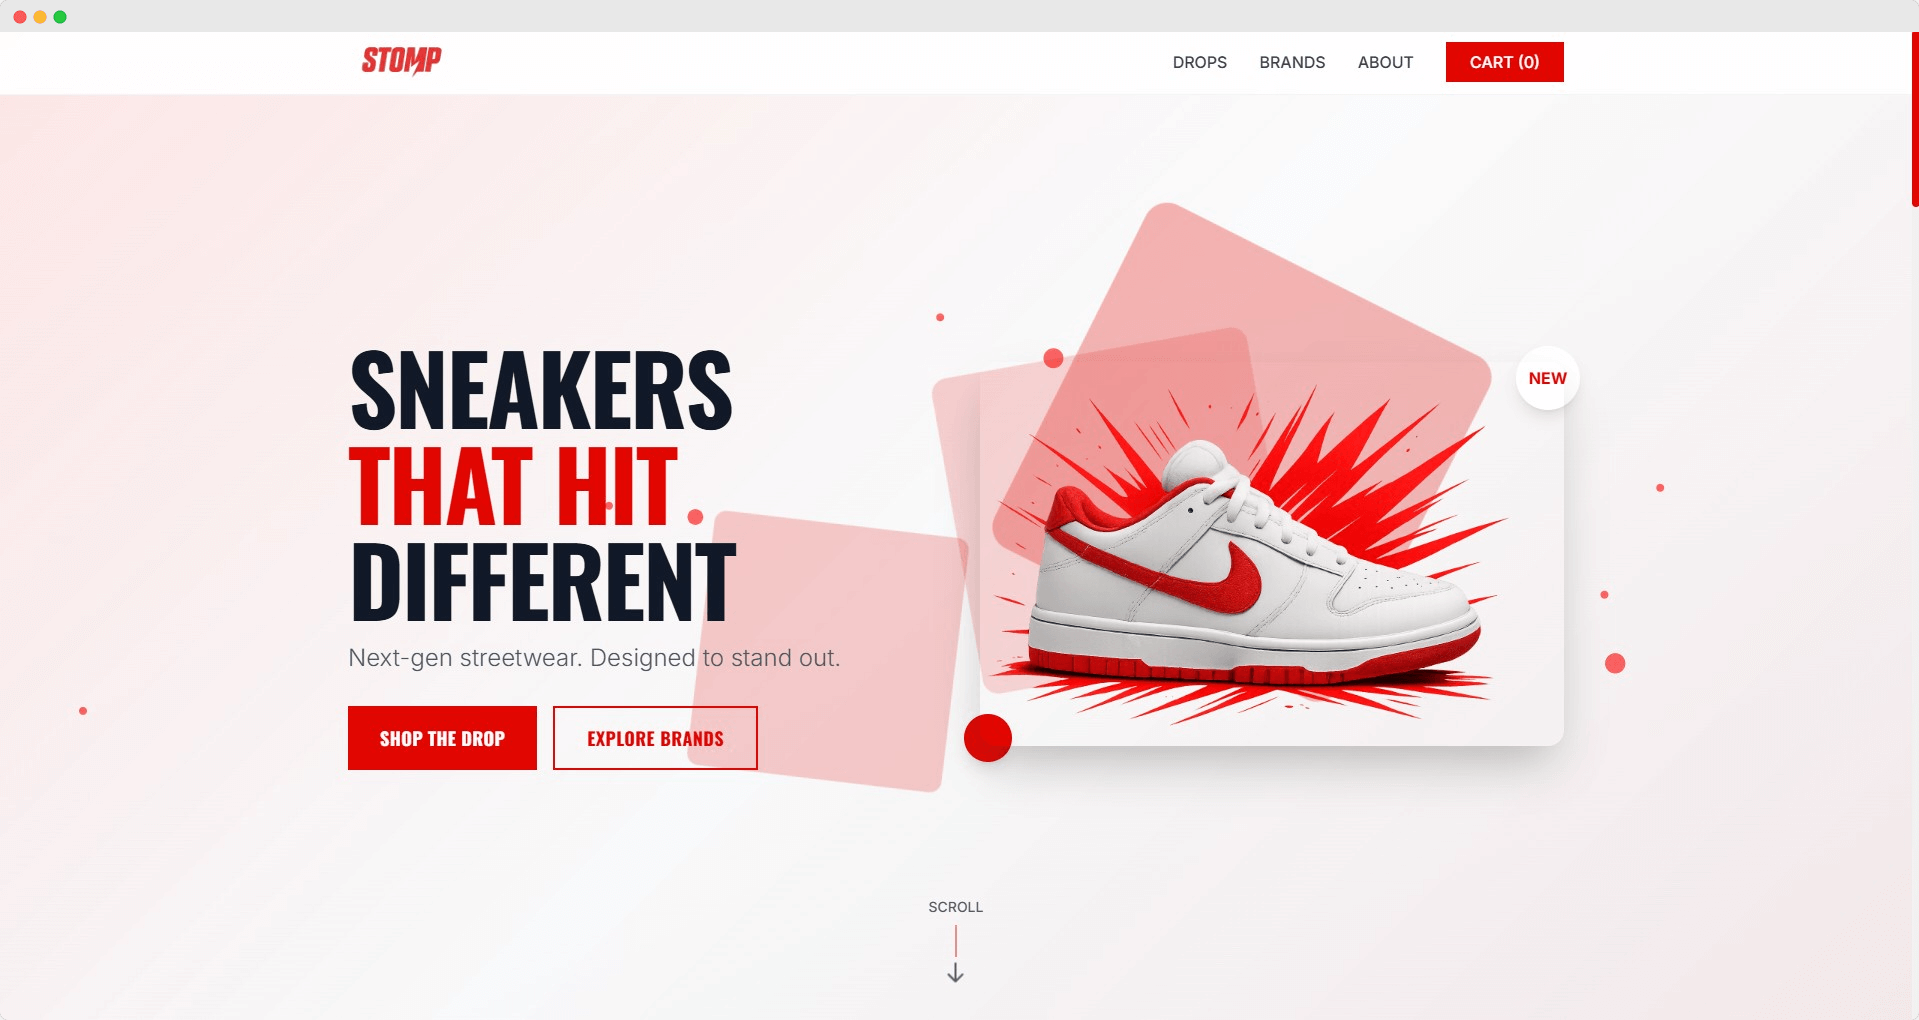 STOMP
DROPS BRANDS ABOUT CART (0)
SNEAKERS
THAT HIT
DIFFERENT
Next-gen streetwear. Designed to stand out.
SHOP THE DROP EXPLORE BRANDS
NEW
SCROLL